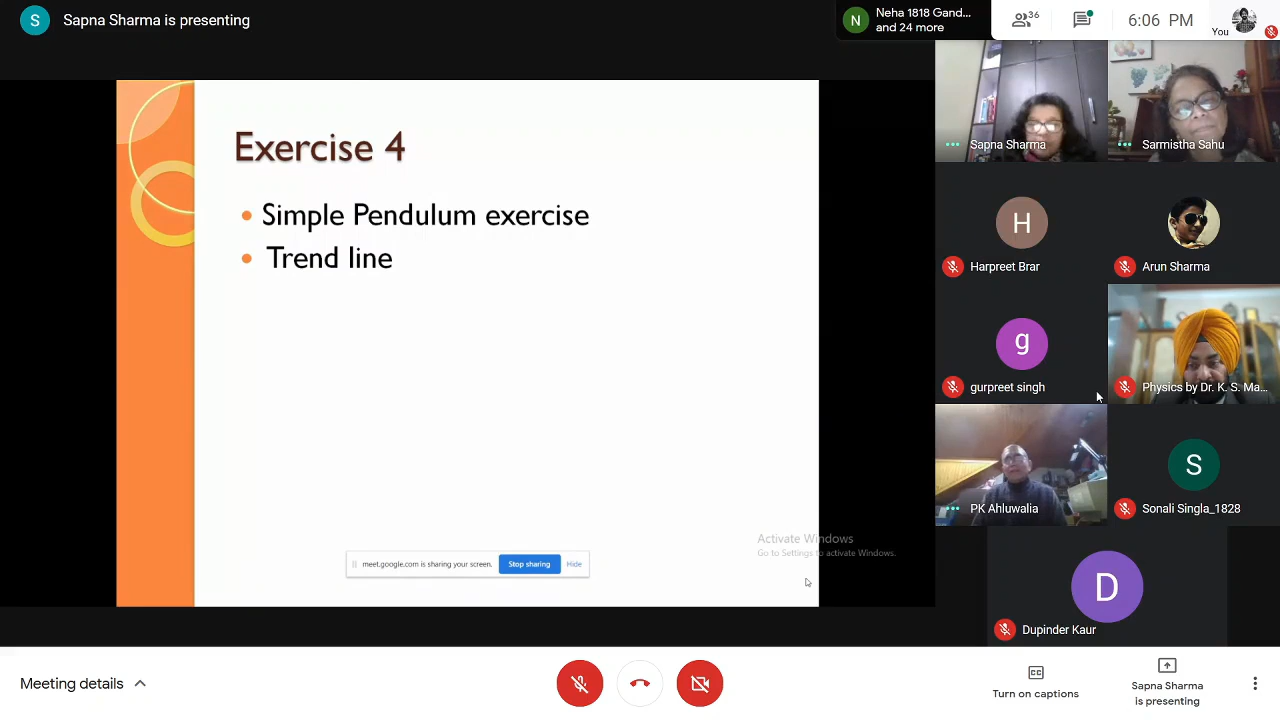 S
Sapna Sharma is presenting
N
Neha 1818 Gand...
and 24 more
36
6:06 PM
You
Exercise 4
Simple Pendulum exercise
Trend line
meet.google.com is sharing your screen.
Stop sharing
Hide
Activate Windows
Go to Settings to activate Windows.
Sapna Sharma
Sarmistha Sahu
H
Harpreet Brar
Arun Sharma
g
gurpreet singh
Physics by Dr. K. S. Ma...
PK Ahluwalia
S
Sonali Singla_1828
D
Dupinder Kaur
Meeting details
CC
Turn on captions
Sapna Sharma
is presenting